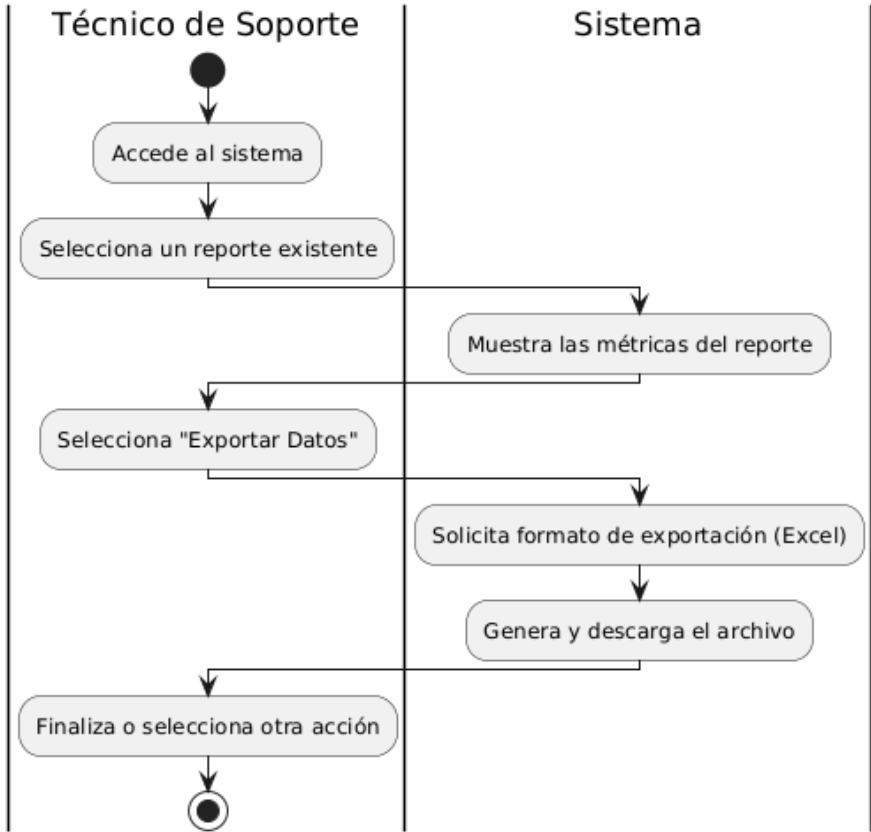 Técnico de Soporte
Sistema
Accede al sistema
Selecciona un reporte existente
Muestra las métricas del reporte
Selecciona "Exportar Datos"
Solicita formato de exportación (Excel)
Genera y descarga el archivo
Finaliza o selecciona otra acción